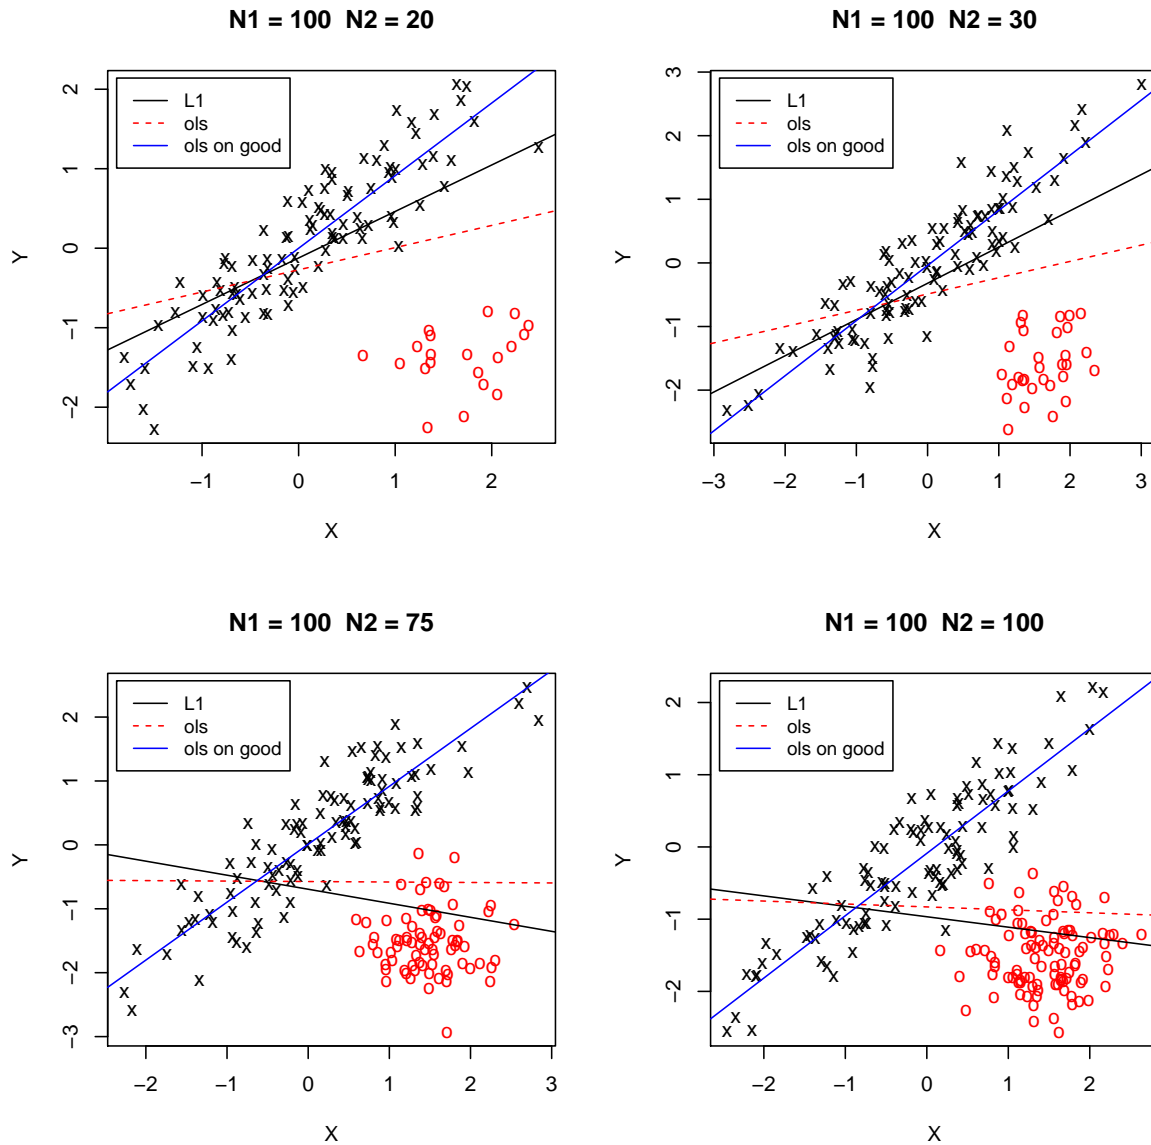 N1 = 100 N2 = 20
L1
ols
ols on good
Y
2
1
0
−1
−2
−1 0 1 2
X
N1 = 100 N2 = 30
L1
ols
ols on good
Y
3
2
1
0
−1
−2
−3 −2 −1 0 1 2 3
X
N1 = 100 N2 = 75
L1
ols
ols on good
Y
2
1
0
−1
−2
−3
−2 −1 0 1 2 3
X
N1 = 100 N2 = 100
L1
ols
ols on good
Y
2
1
0
−1
−2
−2 −1 0 1 2
X